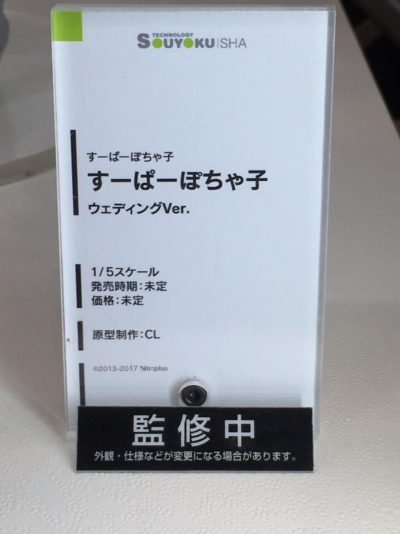 TECHNOLOGY
SOUYOKUSHA
すーぱーぽちゃ子
すーぱーぽちゃ子
ウェディングVer.
1/5スケール
発売時期:未定
価格:未定
原型制作:CL
©2013-2017 Nitroplus
監修中
外観・仕様などが変更になる場合があります。